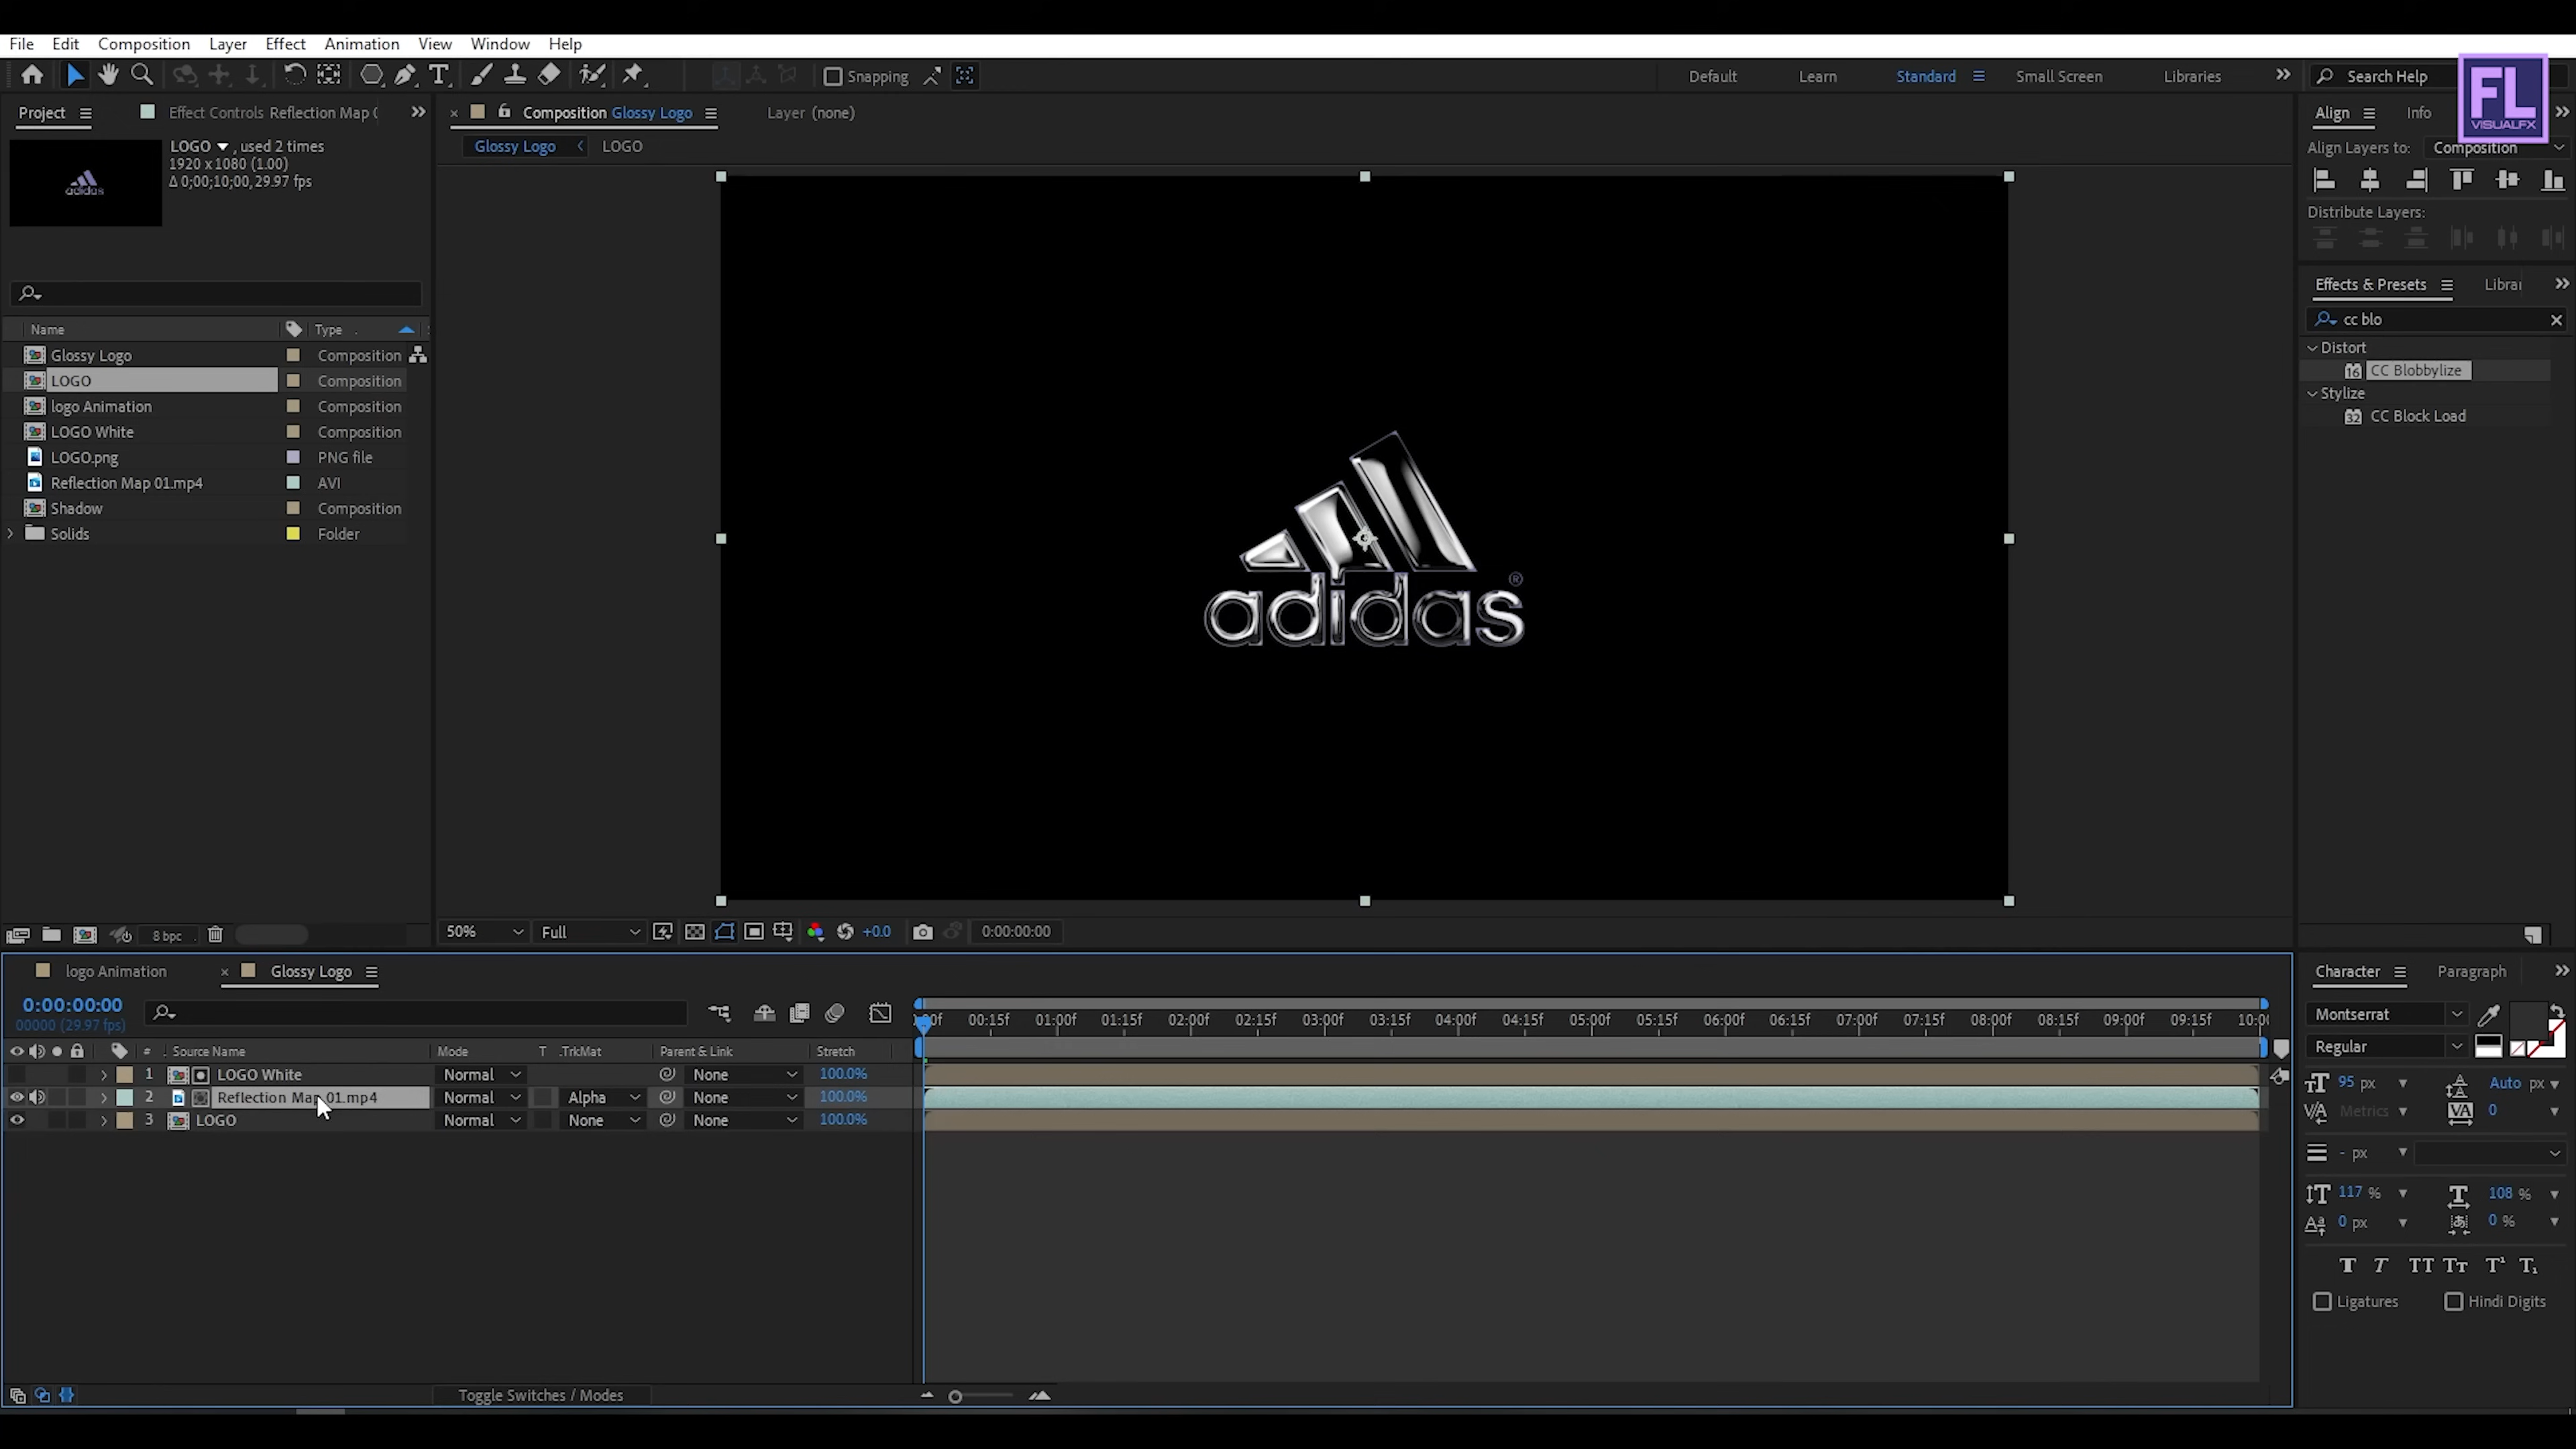 File Edit Composition Layer Effect Animation View Window Help
Snapping Default Learn Standard Small Screen Libraries Search Help
FL
VISUALFX
Project Effect Controls Reflection Map
Composition Glossy Logo Layer (none)
Align Info
Glossy Logo LOGO
Align Layers to: Composition
LOGO , used 2 times
1920 x 1080 (1.00)
Δ 0;00;10;00, 29.97 fps
adidas
Distribute Layers:
Effects & Presets Librai
cc blo
Distort
CC Blobbylize
Stylize
CC Block Load
Name Type
Glossy Logo Composition
LOGO Composition
logo Animation Composition
LOGO White Composition
LOGO.png PNG file
Reflection Map 01.mp4 AVI
Shadow Composition
Solids Folder
adidas ®
8 bpc
50% Full +0.0 0:00:00:00
logo Animation Glossy Logo
0:00:00:00
00000 (29.97 fps)
00:15f 01:00f 01:15f 02:00f 02:15f 03:00f 03:15f 04:00f 04:15f 05:00f 05:15f 06:00f 06:15f 07:00f 07:15f 08:00f 08:15f 09:00f 09:15f 10:0
# Source Name Mode T .TrkMat Parent & Link Stretch
1 LOGO White Normal None 100.0%
2 Reflection Map 01.mp4 Normal Alpha None 100.0%
3 LOGO Normal None None 100.0%
Toggle Switches / Modes
Character Paragraph
Montserrat
Regular
95 px Auto px
Metrics 0
- px
117 % 108 %
0 px 0 %
T T TT Tt T¹ T₁
Ligatures Hindi Digits